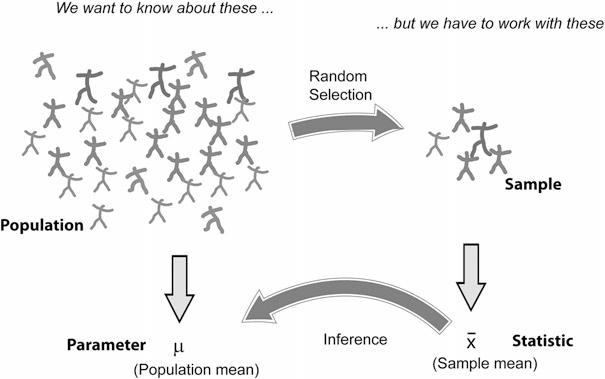 We want to know about these ...
... but we have to work with these
Random
Selection
Population
Sample
Parameter μ
(Population mean)
Inference
x̄ Statistic
(Sample mean)